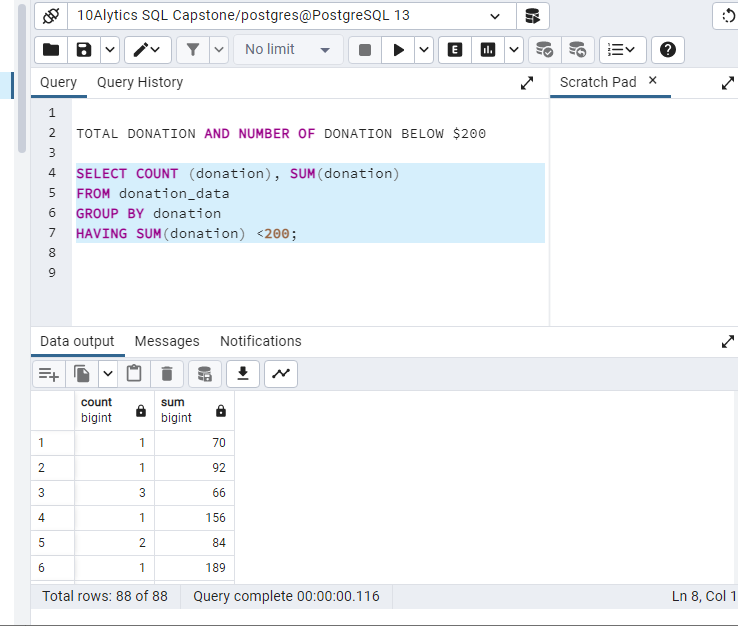 10Alytics SQL Capstone/postgres@PostgreSQL 13
No limit
E
Query Query History Scratch Pad ×
1
2 TOTAL DONATION AND NUMBER OF DONATION BELOW $200
3
4 SELECT COUNT (donation), SUM(donation)
5 FROM donation_data
6 GROUP BY donation
7 HAVING SUM(donation) <200;
8
9
Data output Messages Notifications
count sum
bigint bigint
1 1 70
2 1 92
3 3 66
4 1 156
5 2 84
6 1 189
Total rows: 88 of 88 Query complete 00:00:00.116 Ln 8, Col 1